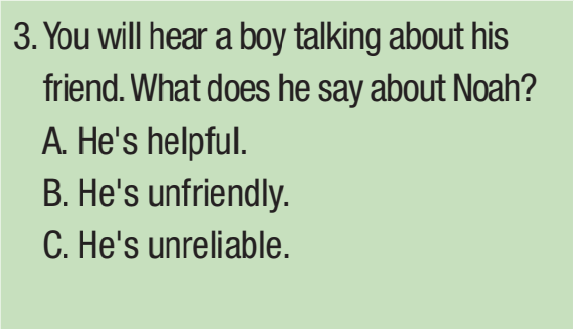 3. You will hear a boy talking about his
friend. What does he say about Noah?
A. He's helpful.
B. He's unfriendly.
C. He's unreliable.